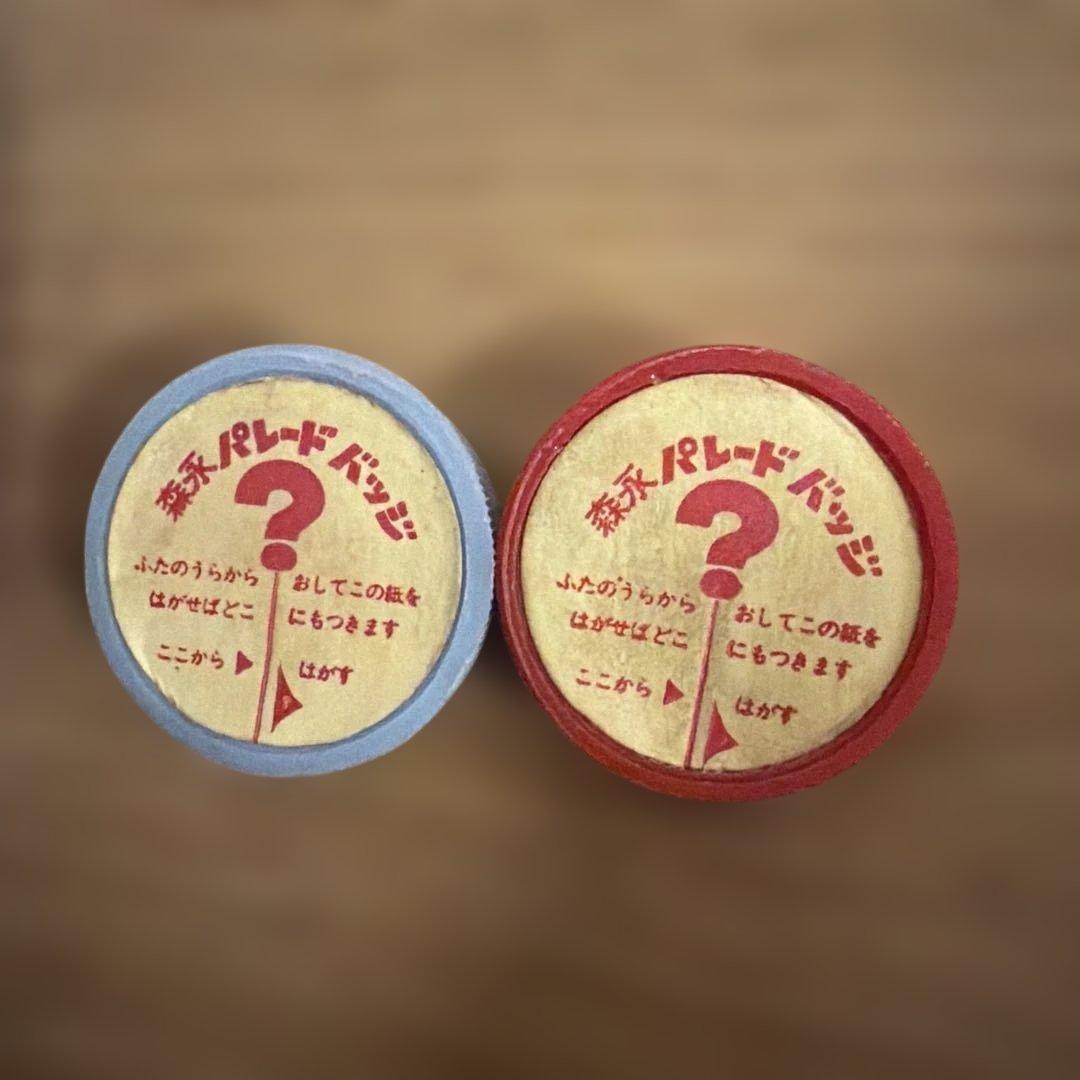 森永パレードバッジ
?
ふたのうらから おしてこの紙を
はがせばどこ にもつきます
ここから はがす
森永パレードバッジ
?
ふたのうらから おしてこの紙を
はがせばどこ にもつきます
ここから はがす